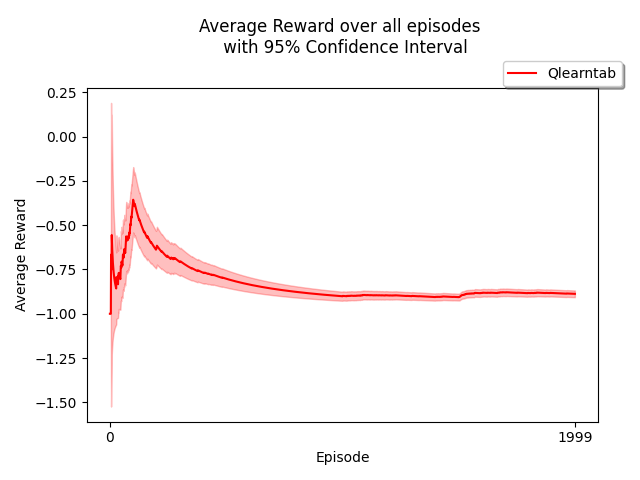 Average Reward over all episodes
with 95% Confidence Interval
Qlearntab
0.25
0.00
−0.25
−0.50
−0.75
−1.00
−1.25
−1.50
Average Reward
0 1999
Episode